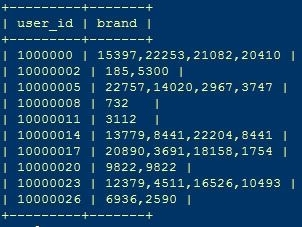 +---------+-------+
| user_id | brand |
+---------+-------+
| 1000000 | 15397,22253,21082,20410 |
| 10000002 | 185,5300 |
| 10000005 | 22757,14020,2967,3747 |
| 10000008 | 732   |
| 10000011 | 3112  |
| 10000014 | 13779,8441,22204,8441 |
| 10000017 | 20890,3691,18158,1754 |
| 10000020 | 9822,9822 |
| 10000023 | 12379,4511,16526,10493 |
| 10000026 | 6936,2590 |
+---------+-------+